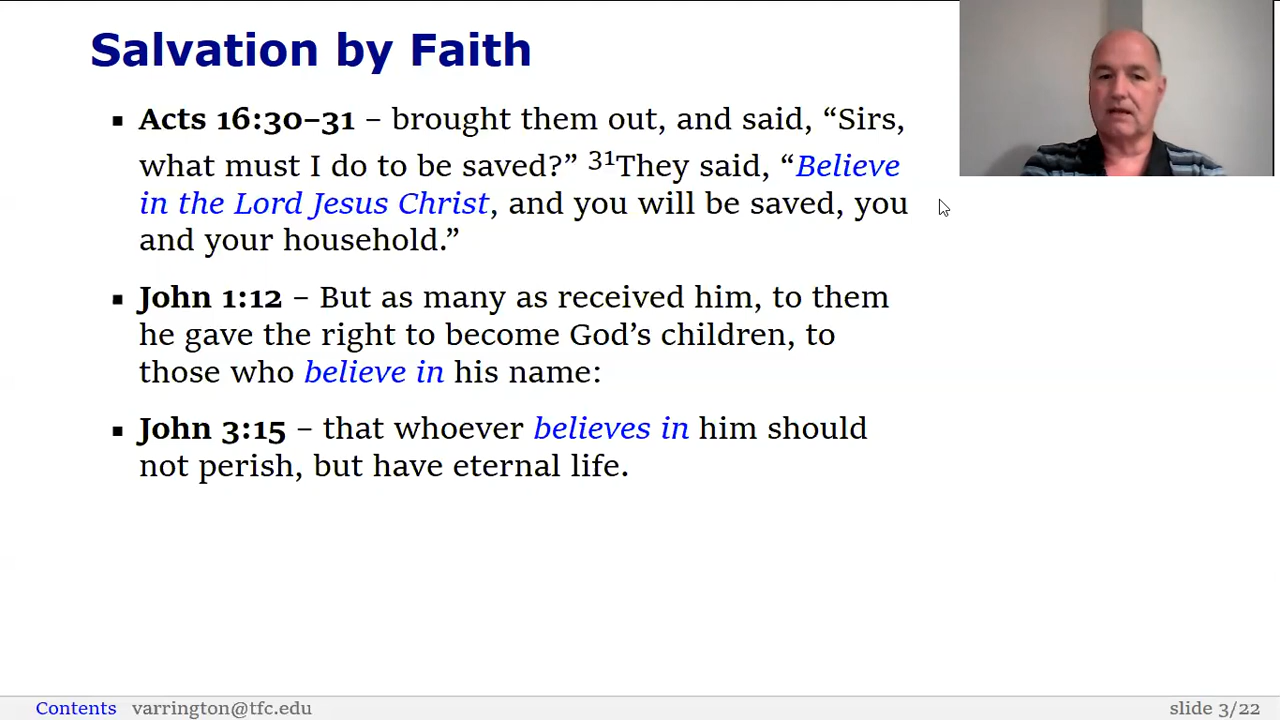 Salvation by Faith
▪ Acts 16:30–31 – brought them out, and said, “Sirs,
what must I do to be saved?” ³¹They said, “Believe
in the Lord Jesus Christ, and you will be saved, you
and your household.”
▪ John 1:12 – But as many as received him, to them
he gave the right to become God’s children, to
those who believe in his name:
▪ John 3:15 – that whoever believes in him should
not perish, but have eternal life.
Contents varrington@tfc.edu slide 3/22